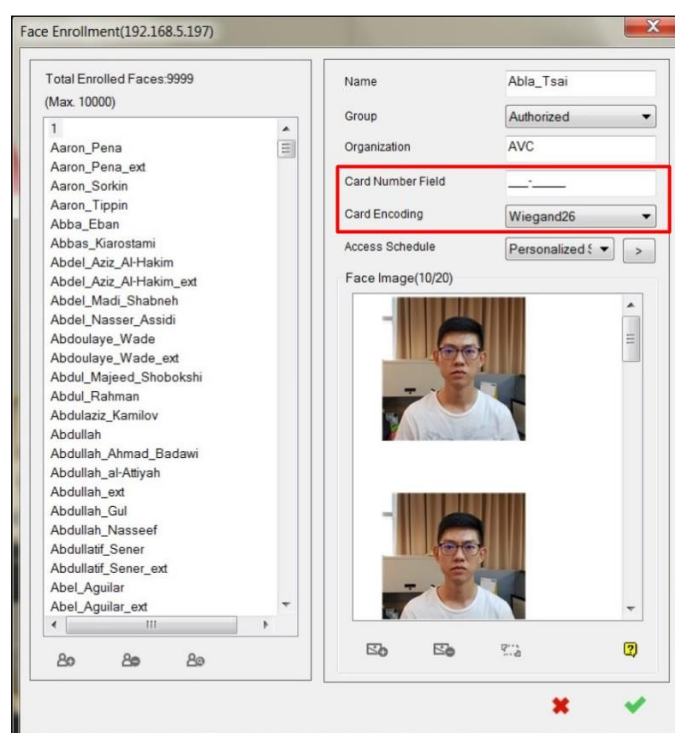 Face Enrollment(192.168.5.197)
Total Enrolled Faces:9999
(Max. 10000)
1
Aaron_Pena
Aaron_Pena_ext
Aaron_Sorkin
Aaron_Tippin
Abba_Eban
Abbas_Kiarostami
Abdel_Aziz_Al-Hakim
Abdel_Aziz_Al-Hakim_ext
Abdel_Madi_Shabneh
Abdel_Nasser_Assidi
Abdoulaye_Wade
Abdoulaye_Wade_ext
Abdul_Majeed_Shobokshi
Abdul_Rahman
Abdulaziz_Kamilov
Abdullah
Abdullah_Ahmad_Badawi
Abdullah_al-Attiyah
Abdullah_ext
Abdullah_Gul
Abdullah_Nasseef
Abdullatif_Sener
Abdullatif_Sener_ext
Abel_Aguilar
Abel_Aguilar_ext
Name Abla_Tsai
Group Authorized
Organization AVC
Card Number Field ___-_____
Card Encoding Wiegand26
Access Schedule Personalized S >
Face Image(10/20)